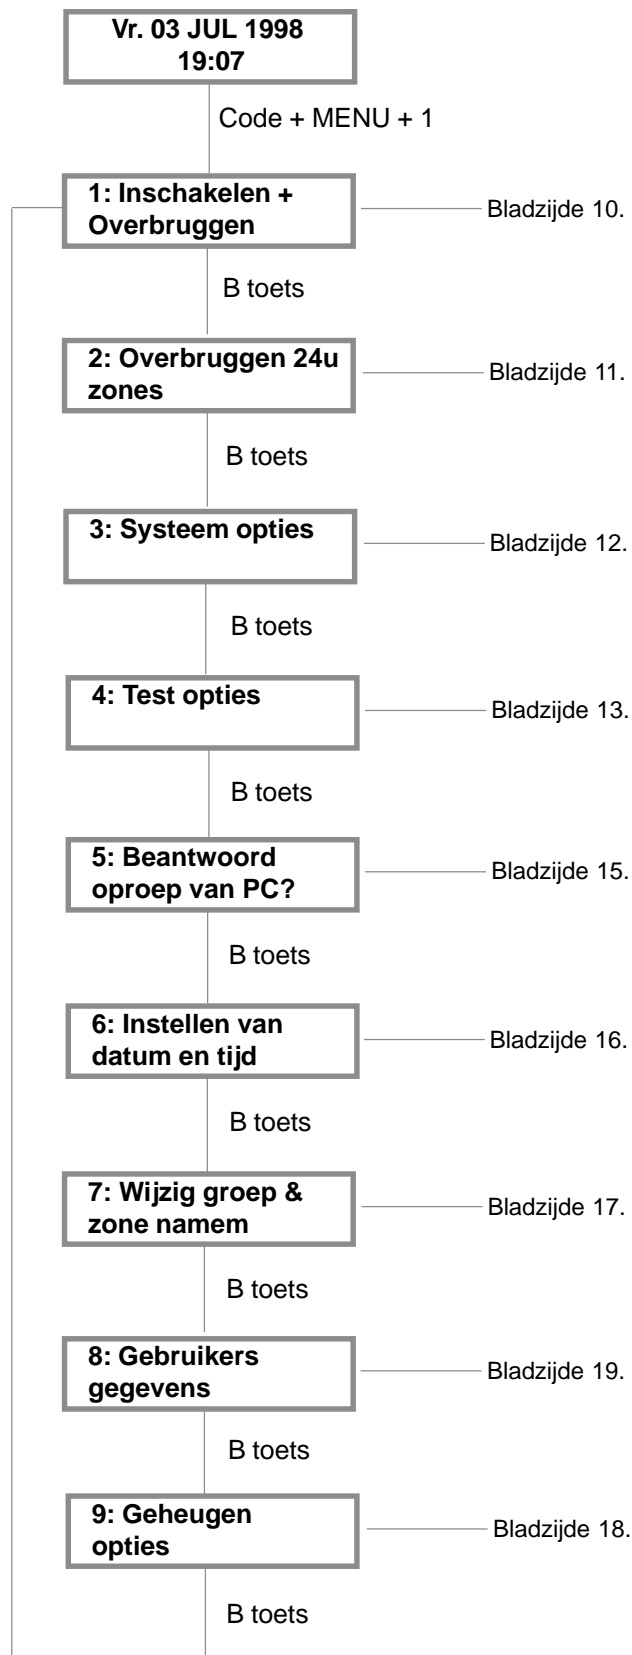 Vr. 03 JUL 1998
19:07
Code + MENU + 1
1: Inschakelen +
Overbruggen
Bladzijde 10.
B toets
2: Overbruggen 24u
zones
Bladzijde 11.
B toets
3: Systeem opties
Bladzijde 12.
B toets
4: Test opties
Bladzijde 13.
B toets
5: Beantwoord
oproep van PC?
Bladzijde 15.
B toets
6: Instellen van
datum en tijd
Bladzijde 16.
B toets
7: Wijzig groep &
zone namem
Bladzijde 17.
B toets
8: Gebruikers
gegevens
Bladzijde 19.
B toets
9: Geheugen
opties
Bladzijde 18.
B toets